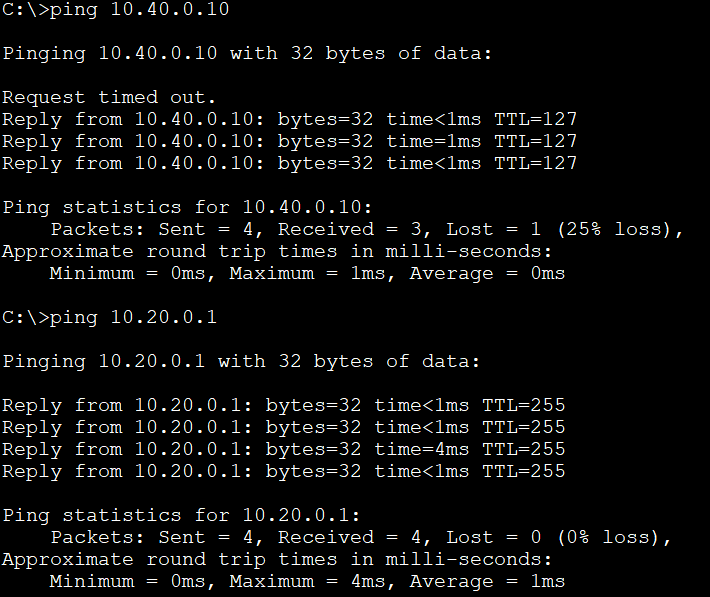 C:\>ping 10.40.0.10
Pinging 10.40.0.10 with 32 bytes of data:
Request timed out.
Reply from 10.40.0.10: bytes=32 time<1ms TTL=127
Reply from 10.40.0.10: bytes=32 time=1ms TTL=127
Reply from 10.40.0.10: bytes=32 time<1ms TTL=127
Ping statistics for 10.40.0.10:
    Packets: Sent = 4, Received = 3, Lost = 1 (25% loss),
Approximate round trip times in milli-seconds:
    Minimum = 0ms, Maximum = 1ms, Average = 0ms
C:\>ping 10.20.0.1
Pinging 10.20.0.1 with 32 bytes of data:
Reply from 10.20.0.1: bytes=32 time<1ms TTL=255
Reply from 10.20.0.1: bytes=32 time<1ms TTL=255
Reply from 10.20.0.1: bytes=32 time=4ms TTL=255
Reply from 10.20.0.1: bytes=32 time<1ms TTL=255
Ping statistics for 10.20.0.1:
    Packets: Sent = 4, Received = 4, Lost = 0 (0% loss),
Approximate round trip times in milli-seconds:
    Minimum = 0ms, Maximum = 4ms, Average = 1ms